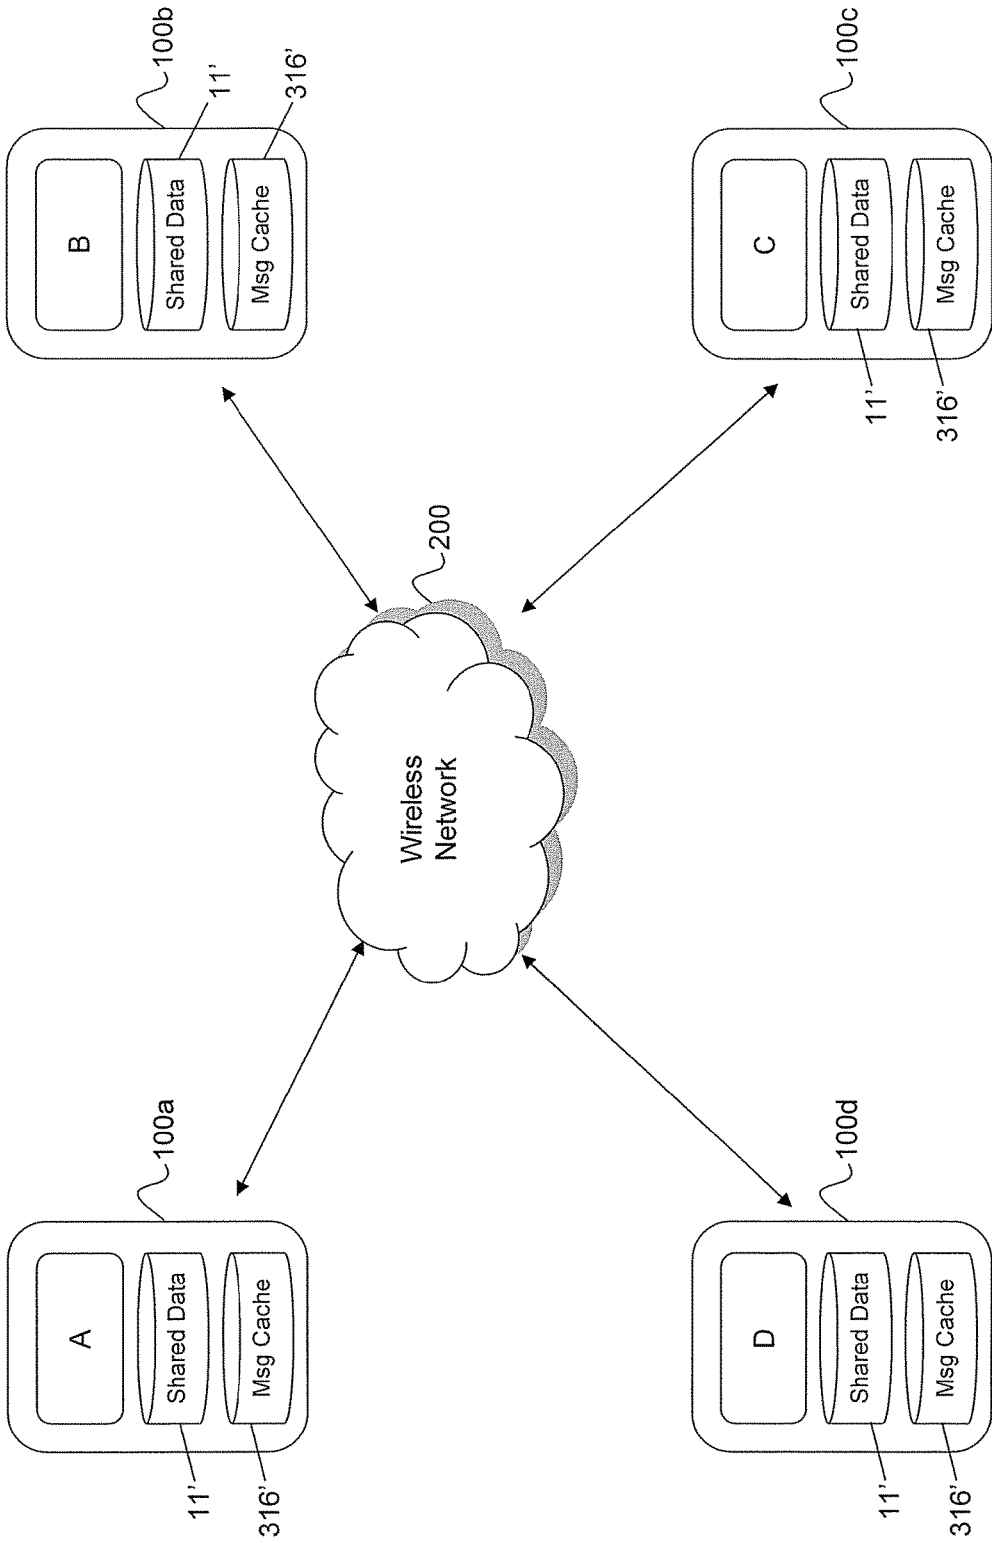 100a
A
Shared Data
Msg Cache
11'
316'
100b
B
Shared Data
Msg Cache
11'
316'
Wireless
Network
200
100d
D
Shared Data
Msg Cache
11'
316'
100c
C
Shared Data
Msg Cache
11'
316'